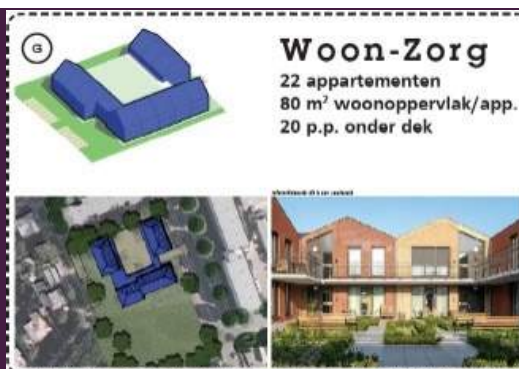 G
Woon-Zorg
22 appartementen
80 m² woonoppervlak/app.
20 p.p. onder dek